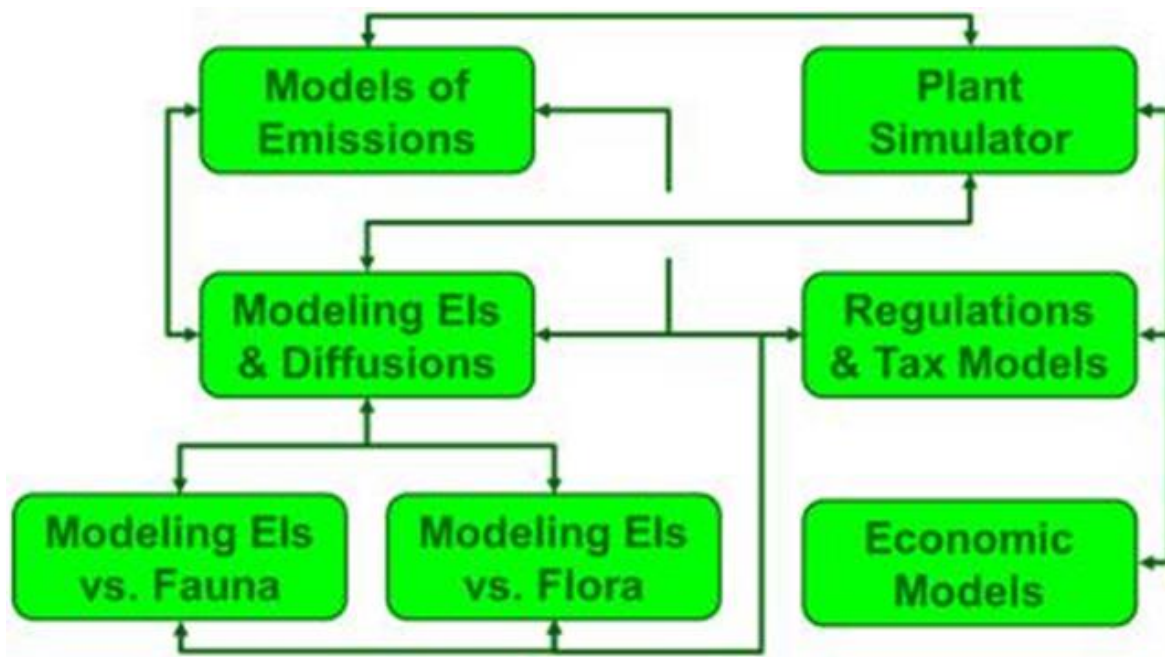 Models of
Emissions
Plant
Simulator
Modeling EIs
& Diffusions
Regulations
& Tax Models
Modeling EIs
vs. Fauna
Modeling EIs
vs. Flora
Economic
Models